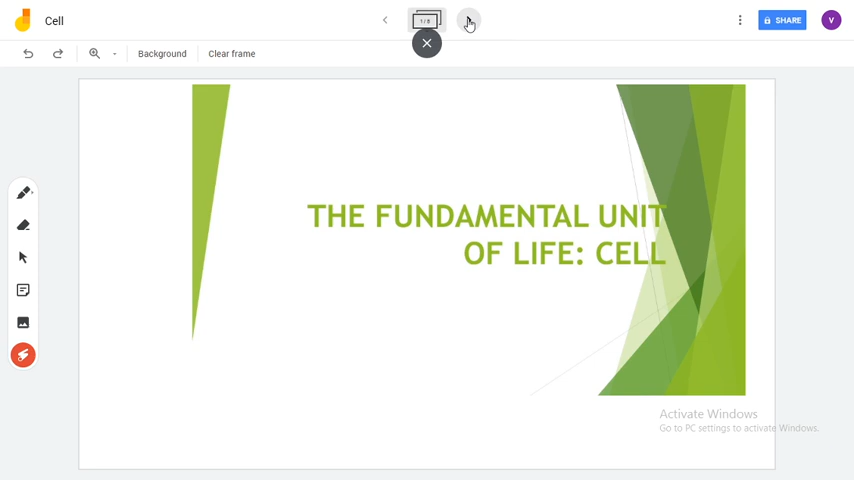 Cell
1 / 8
SHARE
V
Background
Clear frame
THE FUNDAMENTAL UNIT
OF LIFE: CELL
Activate Windows
Go to PC settings to activate Windows.